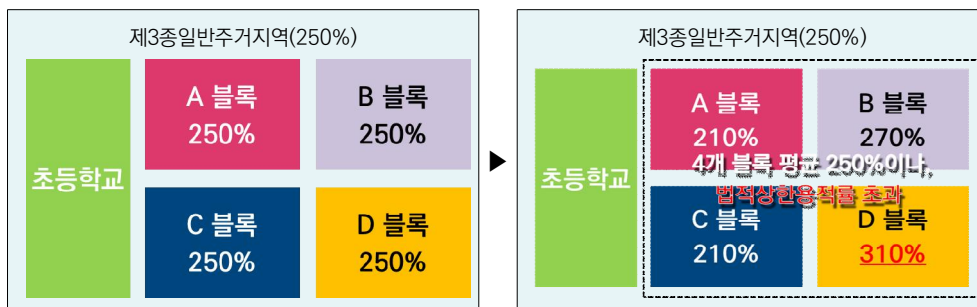 제3종일반주거지역(250%)
초등학교
A 블록
250%
B 블록
250%
C 블록
250%
D 블록
250%
▶
제3종일반주거지역(250%)
초등학교
A 블록
210%
B 블록
270%
4개 블록 평균 250%이나,
법적상한용적률 초과
C 블록
210%
D 블록
310%